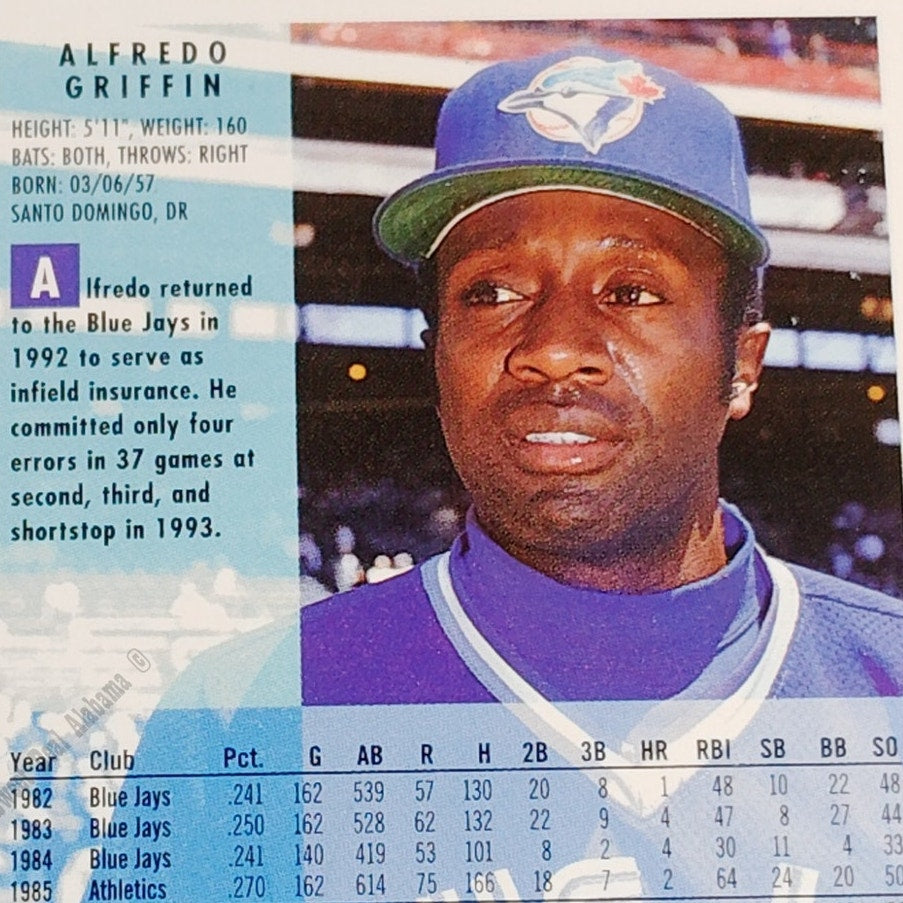 ALFREDO
GRIFFIN
HEIGHT: 5'11", WEIGHT: 160
BATS: BOTH, THROWS: RIGHT
BORN: 03/06/57
SANTO DOMINGO, DR
Alfredo returned
to the Blue Jays in
1992 to serve as
infield insurance. He
committed only four
errors in 37 games at
second, third, and
shortstop in 1993.
Alabama ©
Year Club Pct. G AB R H 2B 3B HR RBI SB BB SO
1982 Blue Jays .241 162 539 57 130 20 8 1 48 10 22 48
1983 Blue Jays .250 162 528 62 132 22 9 4 47 8 27 44
1984 Blue Jays .241 140 419 53 101 8 2 4 30 11 4 33
1985 Athletics .270 162 614 75 166 18 7 2 64 24 20 50